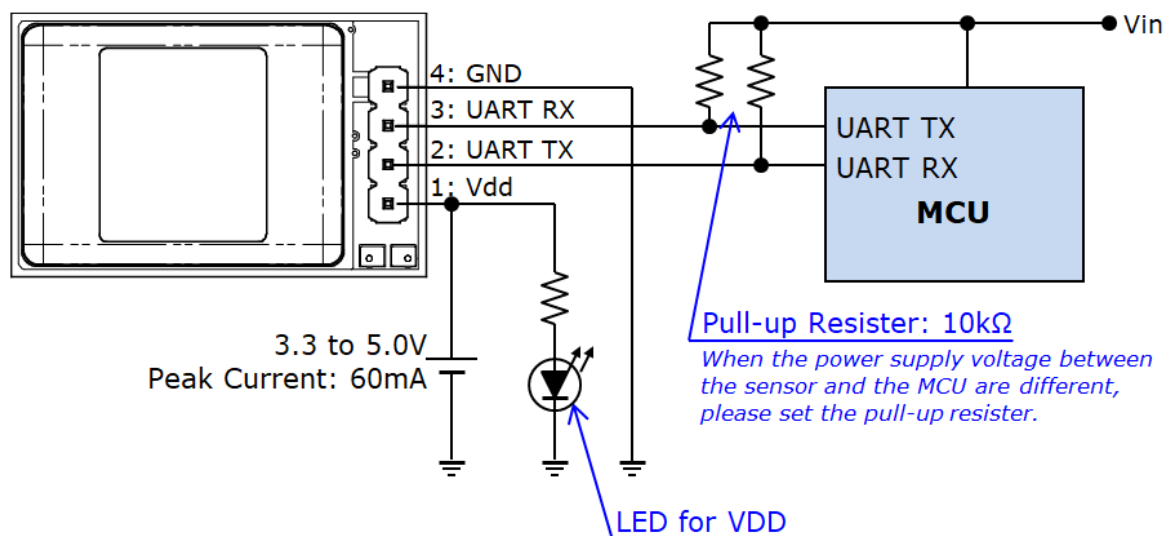 Vin
4: GND
3: UART RX
2: UART TX
1: Vdd
UART TX
UART RX
MCU
3.3 to 5.0V
Peak Current: 60mA
Pull-up Resister: 10kΩ
When the power supply voltage between
the sensor and the MCU are different,
please set the pull-up resister.
LED for VDD